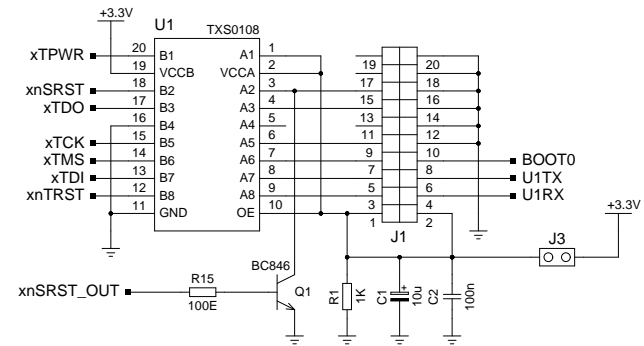 +3.3V
U1
TXS0108
xTPWR 20 B1 A1 1
19 VCCB VCCA 2 19 20
xnSRST 18 B2 A2 3 17 18
xTDO 17 B3 A3 4 15 16
16 B4 A4 5 13 14
xTCK 15 B5 A5 6 11 12
xTMS 14 B6 A6 7 9 10 BOOT0
xTDI 13 B7 A7 8 7 8 U1TX
xnTRST 12 B8 A8 9 5 6 U1RX
11 GND OE 10 3 4
1 2
J1
+3.3V
J3
BC846
xnSRST_OUT
R15
100E
Q1
R1
1K
C1
+
10u
C2
100n